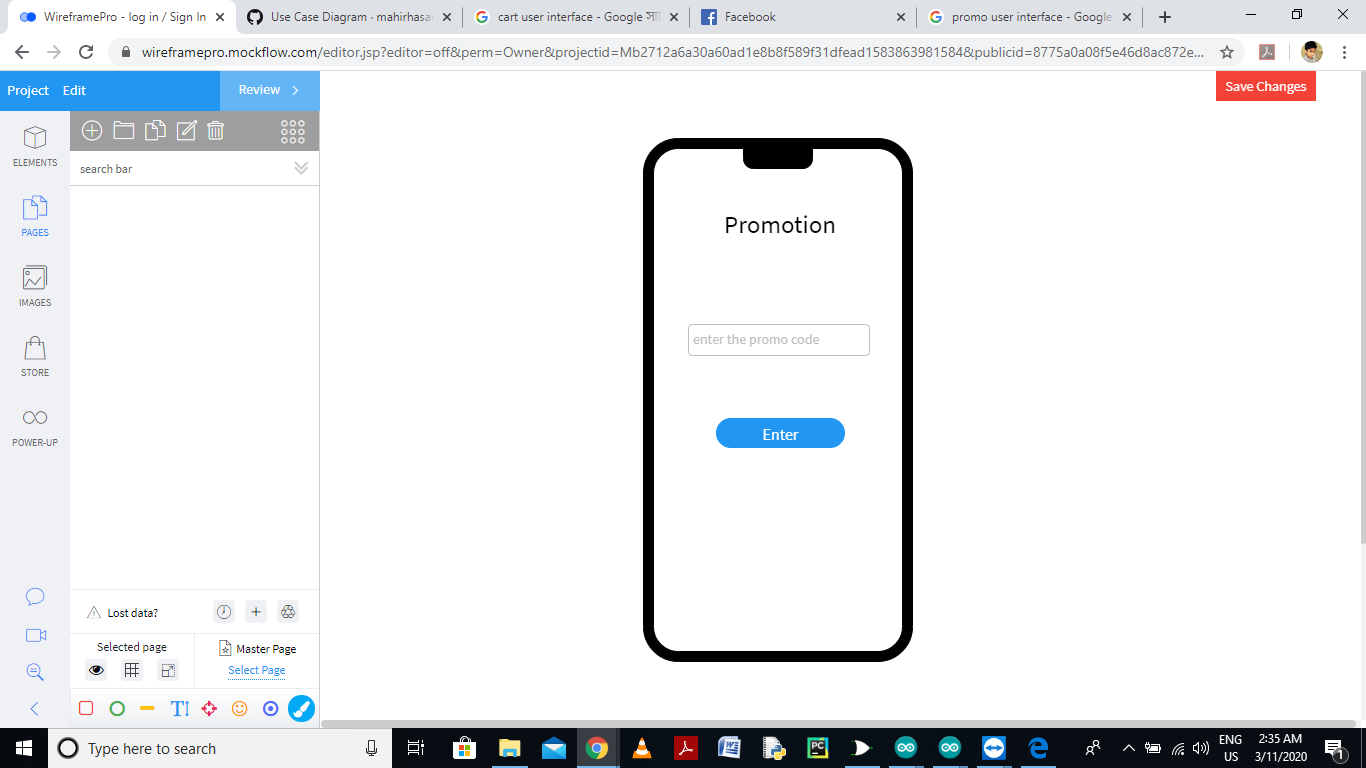 WireframePro - log in / Sign In
Use Case Diagram · mahirhasan
cart user interface - Google সা
Facebook
promo user interface - Google
wireframepro.mockflow.com/editor.jsp?editor=off&perm=Owner&projectid=Mb2712a6a30a60ad1e8b8f589f31dfead1583863981584&publicid=8775a0a08f5e46d8ac872e...
Project Edit Review
Save Changes
ELEMENTS
search bar
PAGES
IMAGES
STORE
POWER-UP
Promotion
enter the promo code
Enter
Lost data?
Selected page
Master Page
Select Page
T
Type here to search
W
PC
ENG
US
2:35 AM
3/11/2020
1